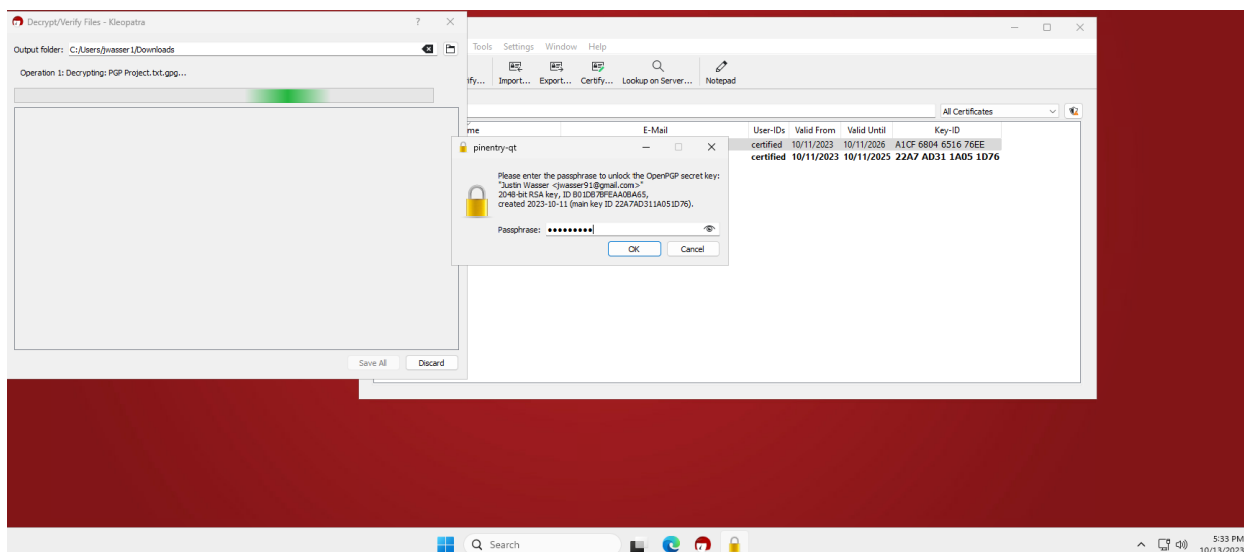 Decrypt/Verify Files - Kleopatra
Output folder: C:/Users/jwasser1/Downloads
Operation 1: Decrypting: PGP Project.txt.gpg...
Save All Discard
Tools Settings Window Help
ify... Import... Export... Certify... Lookup on Server... Notepad
All Certificates
me E-Mail User-IDs Valid From Valid Until Key-ID
certified 10/11/2023 10/11/2026 A1CF 6804 6516 76EE
certified 10/11/2023 10/11/2025 22A7 AD31 1A05 1D76
pinentry-qt
Please enter the passphrase to unlock the OpenPGP secret key:
"Justin Wasser <jwasser91@gmail.com>"
2048-bit RSA key, ID B01DB7BFEAA0BA65,
created 2023-10-11 (main key ID 22A7AD311A051D76).
Passphrase: ●●●●●●●●●
OK Cancel
Search
5:33 PM
10/13/2023